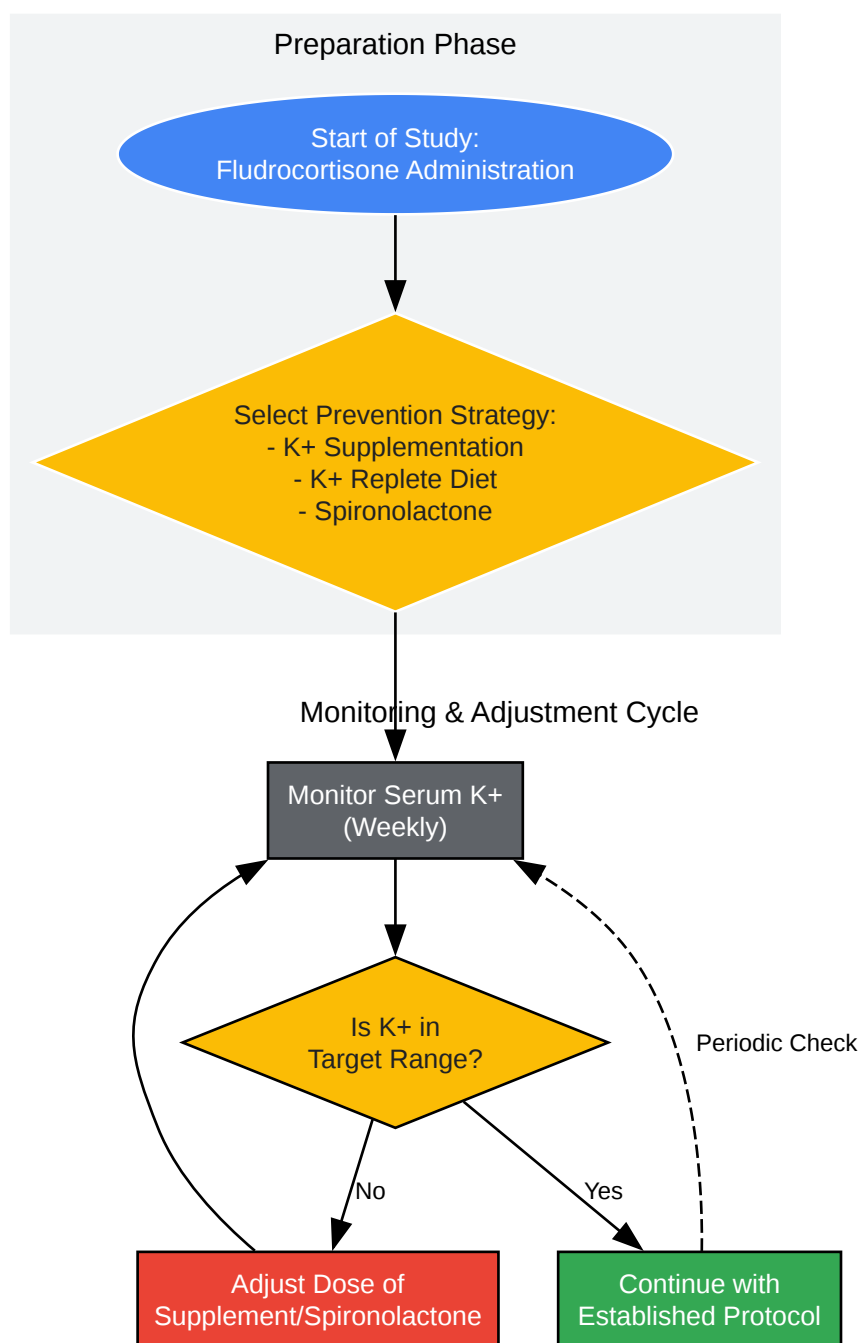 Preparation Phase
Start of Study:
Fludrocortisone Administration
Select Prevention Strategy:
- K+ Supplementation
- K+ Replete Diet
- Spironolactone
Monitoring & Adjustment Cycle
Monitor Serum K+
(Weekly)
Is K+ in
Target Range?
Periodic Check
No
Yes
Adjust Dose of
Supplement/Spironolactone
Continue with
Established Protocol